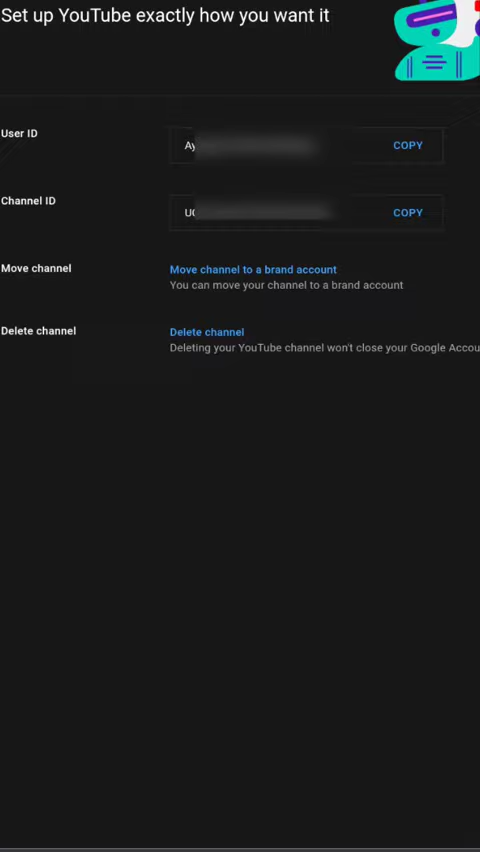 Set up YouTube exactly how you want it
User ID
Ay
COPY
Channel ID
UC
COPY
Move channel
Move channel to a brand account
You can move your channel to a brand account
Delete channel
Delete channel
Deleting your YouTube channel won't close your Google Accou